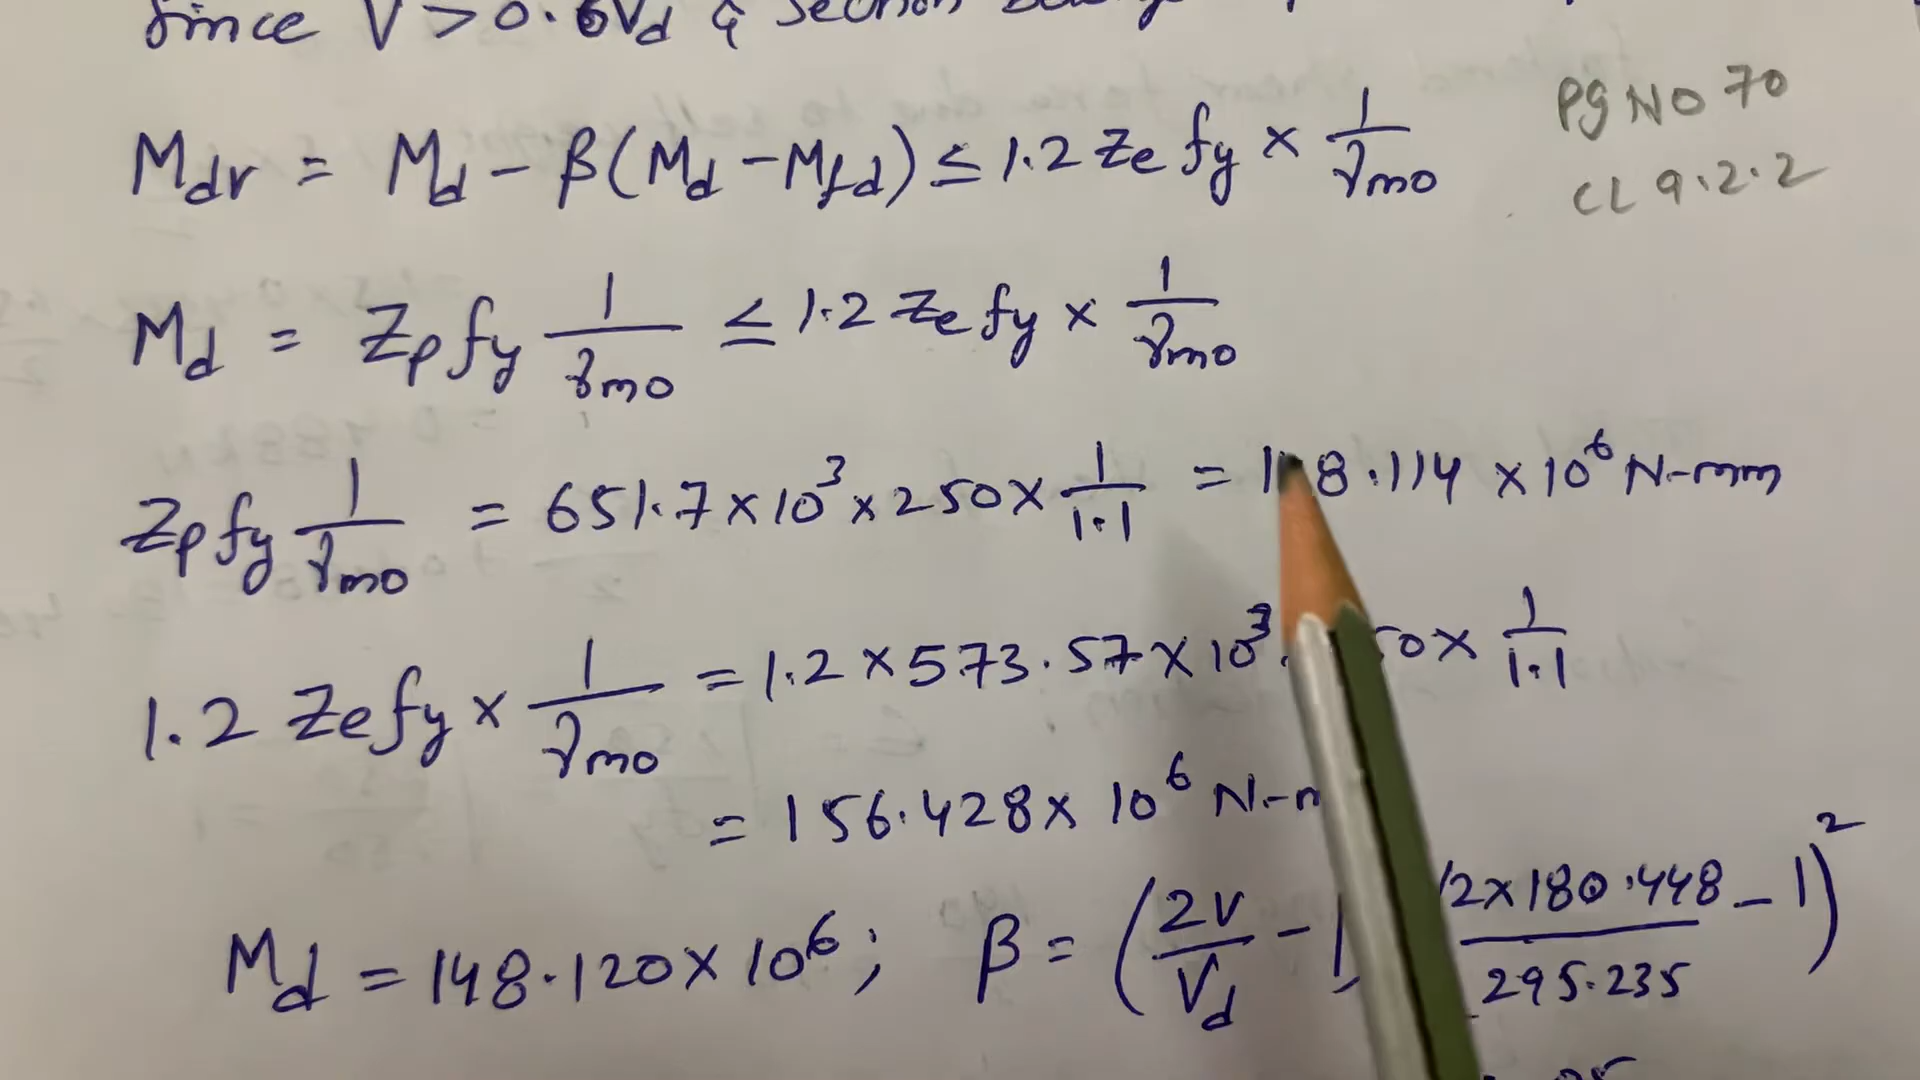 Since V > 0.6Vd & section
Mdv = Md - β(Md - Mfd) ≤ 1.2 Ze fy × 1/γmo
Pg No 70
CL 9.2.2
Md = Zp fy 1/γmo ≤ 1.2 Ze fy × 1/γmo
Zp fy 1/γmo = 651.7 × 10³ × 250 × 1/1.1 = 1 8.114 × 10⁶ N-mm
1.2 Ze fy × 1/γmo = 1.2 × 573.57 × 10³ 50 × 1/1.1
= 156.428 × 10⁶ N-m
Md = 148.120 × 10⁶ ; β = (2V/Vd - 1 (2 × 180.448/295.235 - 1)²